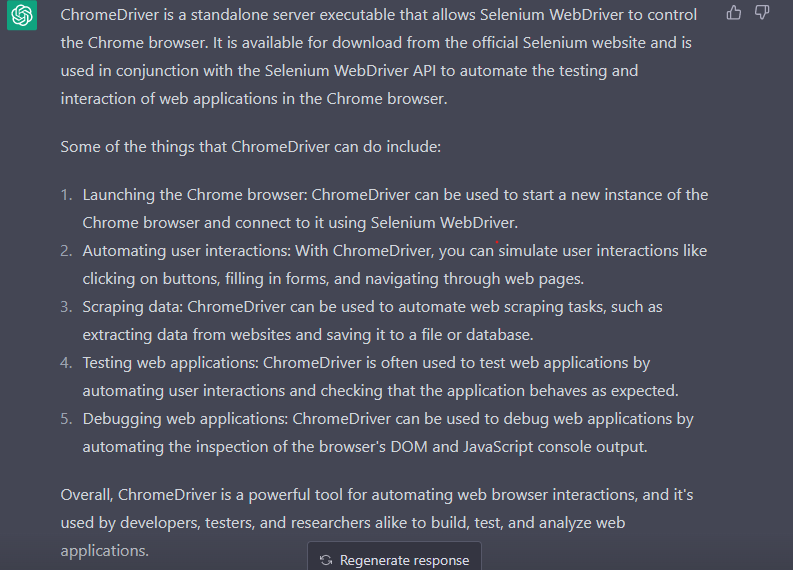 ChromeDriver is a standalone server executable that allows Selenium WebDriver to control
the Chrome browser. It is available for download from the official Selenium website and is
used in conjunction with the Selenium WebDriver API to automate the testing and
interaction of web applications in the Chrome browser.
Some of the things that ChromeDriver can do include:
1. Launching the Chrome browser: ChromeDriver can be used to start a new instance of the
Chrome browser and connect to it using Selenium WebDriver.
2. Automating user interactions: With ChromeDriver, you can simulate user interactions like
clicking on buttons, filling in forms, and navigating through web pages.
3. Scraping data: ChromeDriver can be used to automate web scraping tasks, such as
extracting data from websites and saving it to a file or database.
4. Testing web applications: ChromeDriver is often used to test web applications by
automating user interactions and checking that the application behaves as expected.
5. Debugging web applications: ChromeDriver can be used to debug web applications by
automating the inspection of the browser's DOM and JavaScript console output.
Overall, ChromeDriver is a powerful tool for automating web browser interactions, and it's
used by developers, testers, and researchers alike to build, test, and analyze web
applications.
Regenerate response